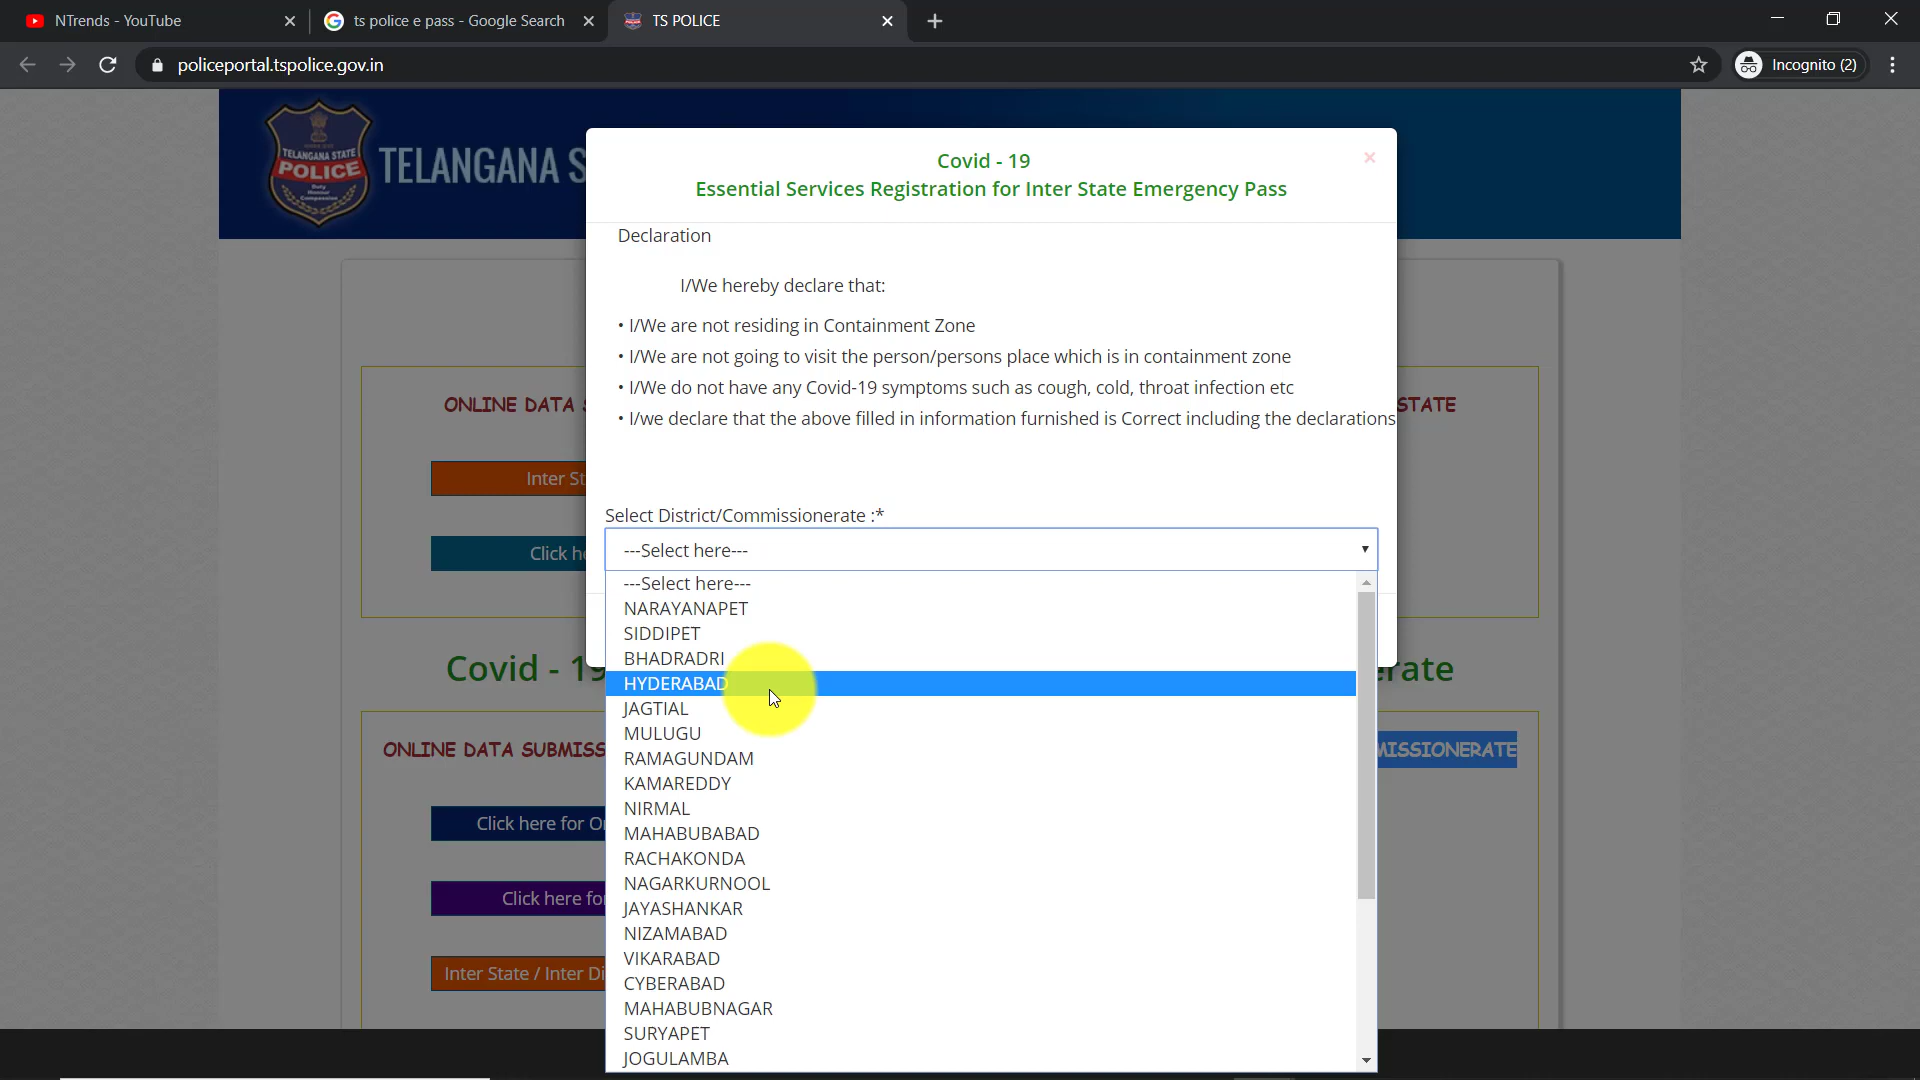 NTrends - YouTube
ts police e pass - Google Search
TS POLICE
policeportal.tspolice.gov.in
Incognito (2)
TELANGANA STATE
POLICE
Duty
Honour
Compassion
TELANGANA S
Covid - 19
Essential Services Registration for Inter State Emergency Pass
Declaration
I/We hereby declare that:
• I/We are not residing in Containment Zone
• I/We are not going to visit the person/persons place which is in containment zone
• I/We do not have any Covid-19 symptoms such as cough, cold, throat infection etc
• I/we declare that the above filled in information furnished is Correct including the declarations
ONLINE DATA
STATE
Inter St
Click he
Select District/Commissionerate :*
---Select here---
---Select here---
NARAYANAPET
SIDDIPET
BHADRADRI
HYDERABAD
JAGTIAL
MULUGU
RAMAGUNDAM
KAMAREDDY
NIRMAL
MAHABUBABAD
RACHAKONDA
NAGARKURNOOL
JAYASHANKAR
NIZAMABAD
VIKARABAD
CYBERABAD
MAHABUBNAGAR
SURYAPET
JOGULAMBA
Covid - 19
rate
ONLINE DATA SUBMISS
MISSIONERATE
Click here for O
Click here for
Inter State / Inter Di